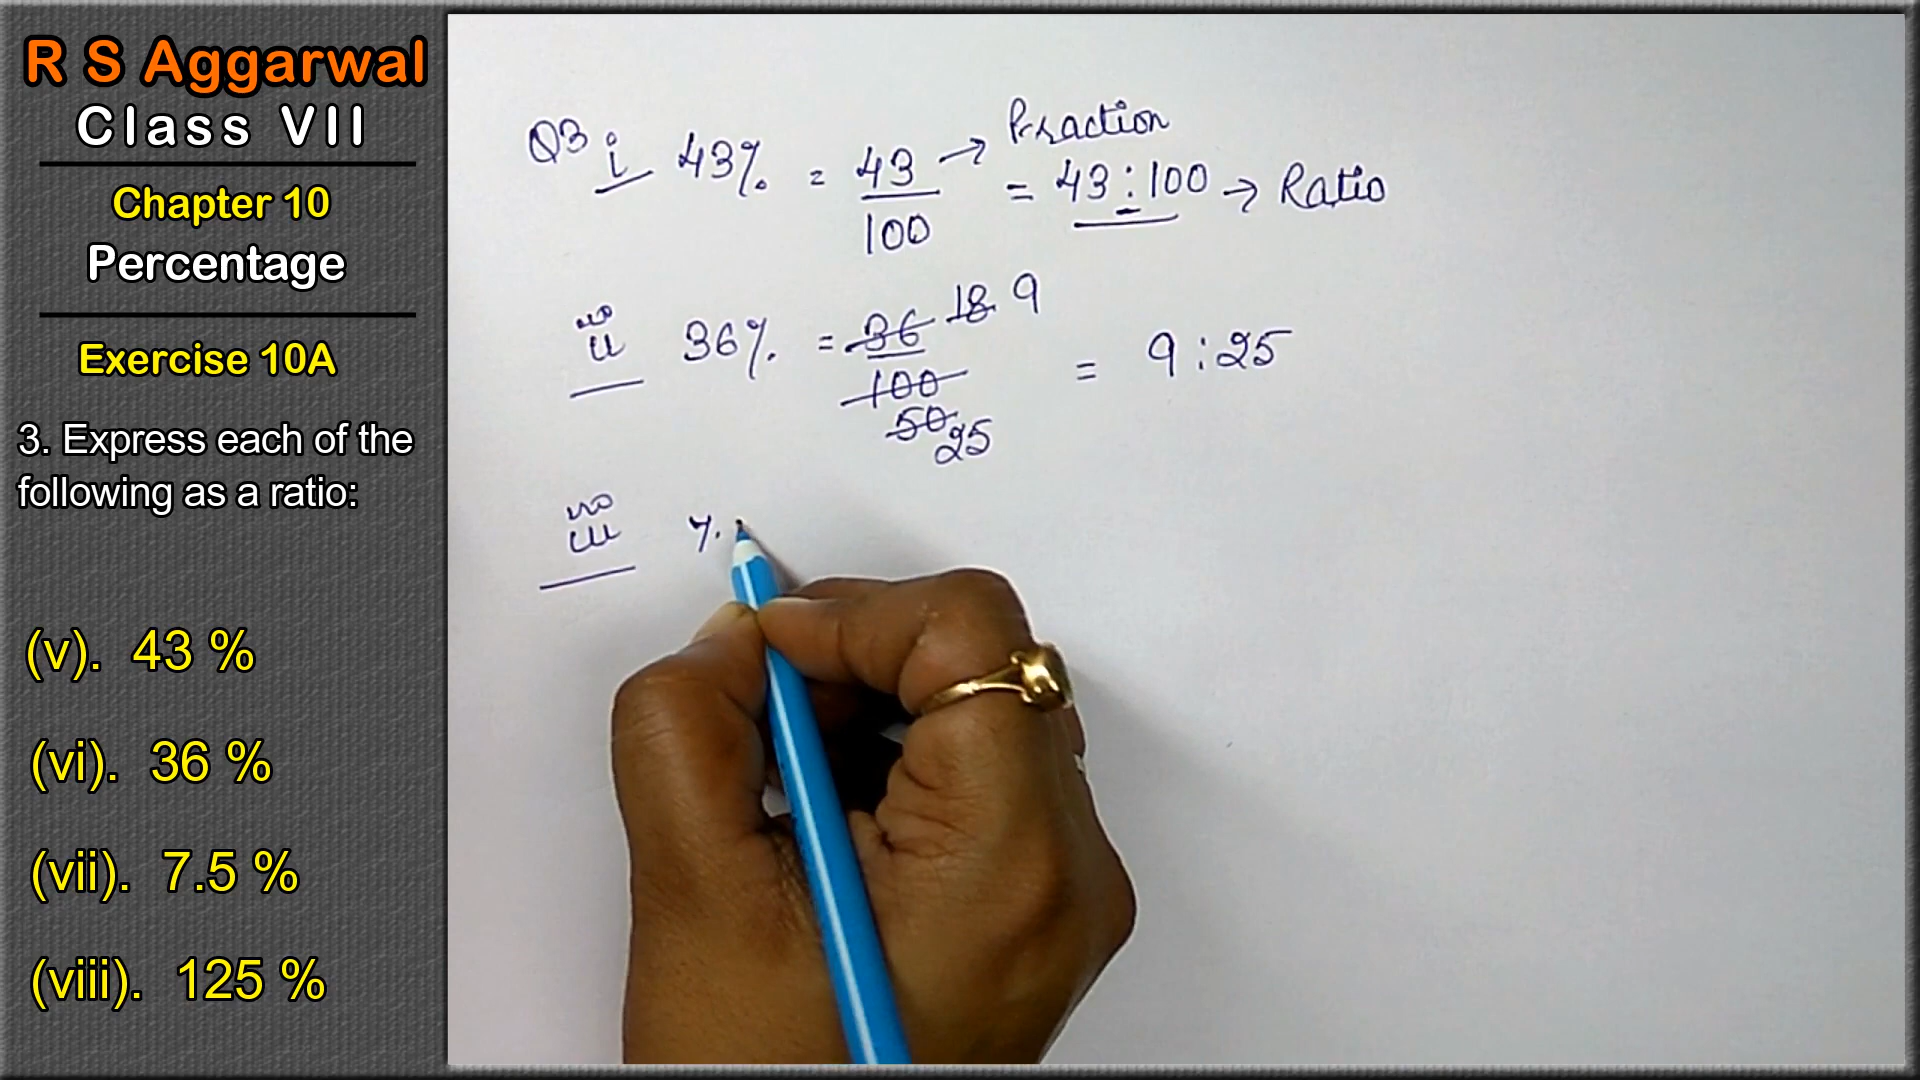 R S Aggarwal
Class VII
Chapter 10
Percentage
Exercise 10A
3. Express each of the
following as a ratio:
(v). 43 %
(vi). 36 %
(vii). 7.5 %
(viii). 125 %
Q3 i 43% = 43/100 → Fraction
= 43 : 100 → Ratio
ii 36% = 36/100 18 9 50 25 = 9 : 25
iii 7.